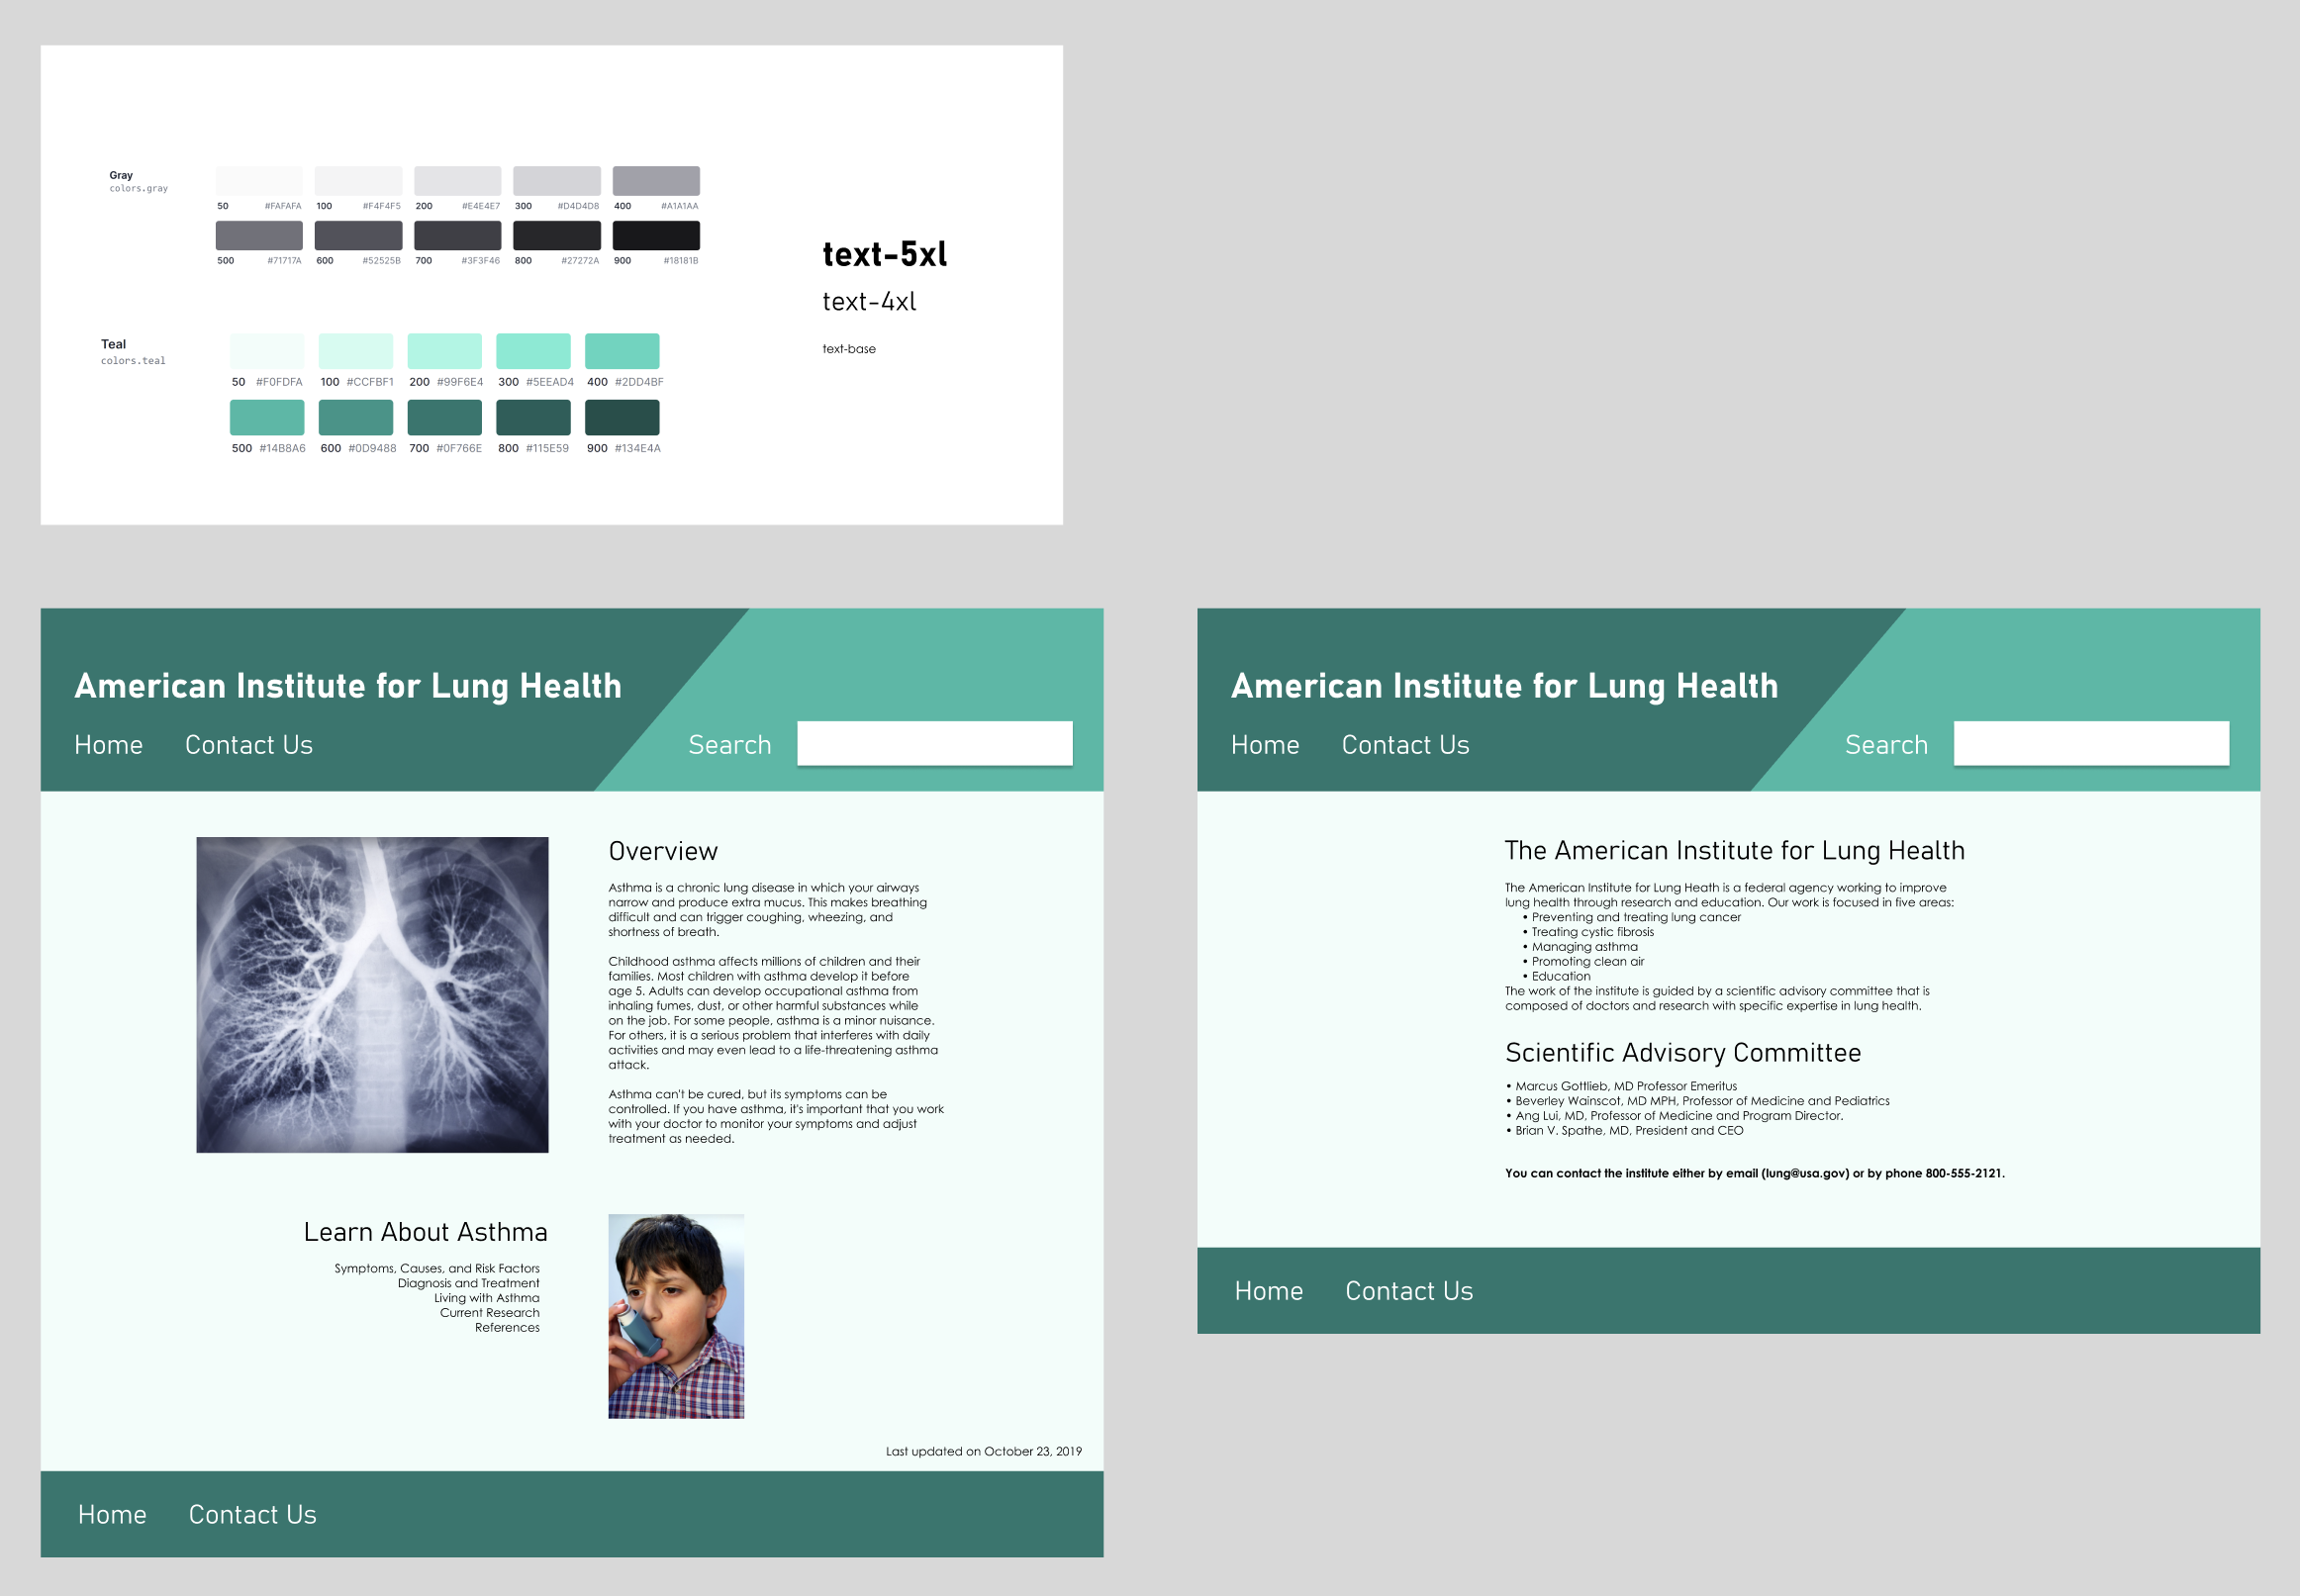 Gray
colors.gray
50 #FAFAFA 100 #F4F4F5 200 #E4E4E7 300 #D4D4D8 400 #A1A1AA
500 #71717A 600 #52525B 700 #3F3F46 800 #27272A 900 #18181B
Teal
colors.teal
50 #F0FDFA 100 #CCFBF1 200 #99F6E4 300 #5EEAD4 400 #2DD4BF
500 #14B8A6 600 #0D9488 700 #0F766E 800 #115E59 900 #134E4A
text-5xl
text-4xl
text-base
American Institute for Lung Health
Home Contact Us Search
Overview
Asthma is a chronic lung disease in which your airways
narrow and produce extra mucus. This makes breathing
difficult and can trigger coughing, wheezing, and
shortness of breath.
Childhood asthma affects millions of children and their
families. Most children with asthma develop it before
age 5. Adults can develop occupational asthma from
inhaling fumes, dust, or other harmful substances while
on the job. For some people, asthma is a minor nuisance.
For others, it is a serious problem that interferes with daily
activities and may even lead to a life-threatening asthma
attack.
Asthma can't be cured, but its symptoms can be
controlled. If you have asthma, it's important that you work
with your doctor to monitor your symptoms and adjust
treatment as needed.
Learn About Asthma
Symptoms, Causes, and Risk Factors
Diagnosis and Treatment
Living with Asthma
Current Research
References
Last updated on October 23, 2019
Home Contact Us
American Institute for Lung Health
Home Contact Us Search
The American Institute for Lung Health
The American Institute for Lung Heath is a federal agency working to improve
lung health through research and education. Our work is focused in five areas:
• Preventing and treating lung cancer
• Treating cystic fibrosis
• Managing asthma
• Promoting clean air
• Education
The work of the institute is guided by a scientific advisory committee that is
composed of doctors and research with specific expertise in lung health.
Scientific Advisory Committee
• Marcus Gottlieb, MD Professor Emeritus
• Beverley Wainscot, MD MPH, Professor of Medicine and Pediatrics
• Ang Lui, MD, Professor of Medicine and Program Director.
• Brian V. Spathe, MD, President and CEO
You can contact the institute either by email (lung@usa.gov) or by phone 800-555-2121.
Home Contact Us